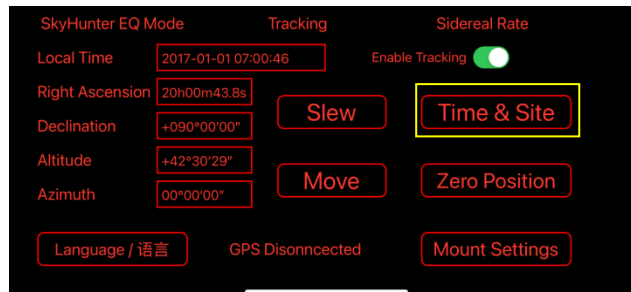 SkyHunter EQ Mode Tracking Sidereal Rate
Local Time 2017-01-01 07:00:46 Enable Tracking
Right Ascension 20h00m43.8s
Slew Time & Site
Declination +090°00'00"
Altitude +42°30'29"
Move Zero Position
Azimuth 00°00'00"
Language / 语言 GPS Disonncected Mount Settings